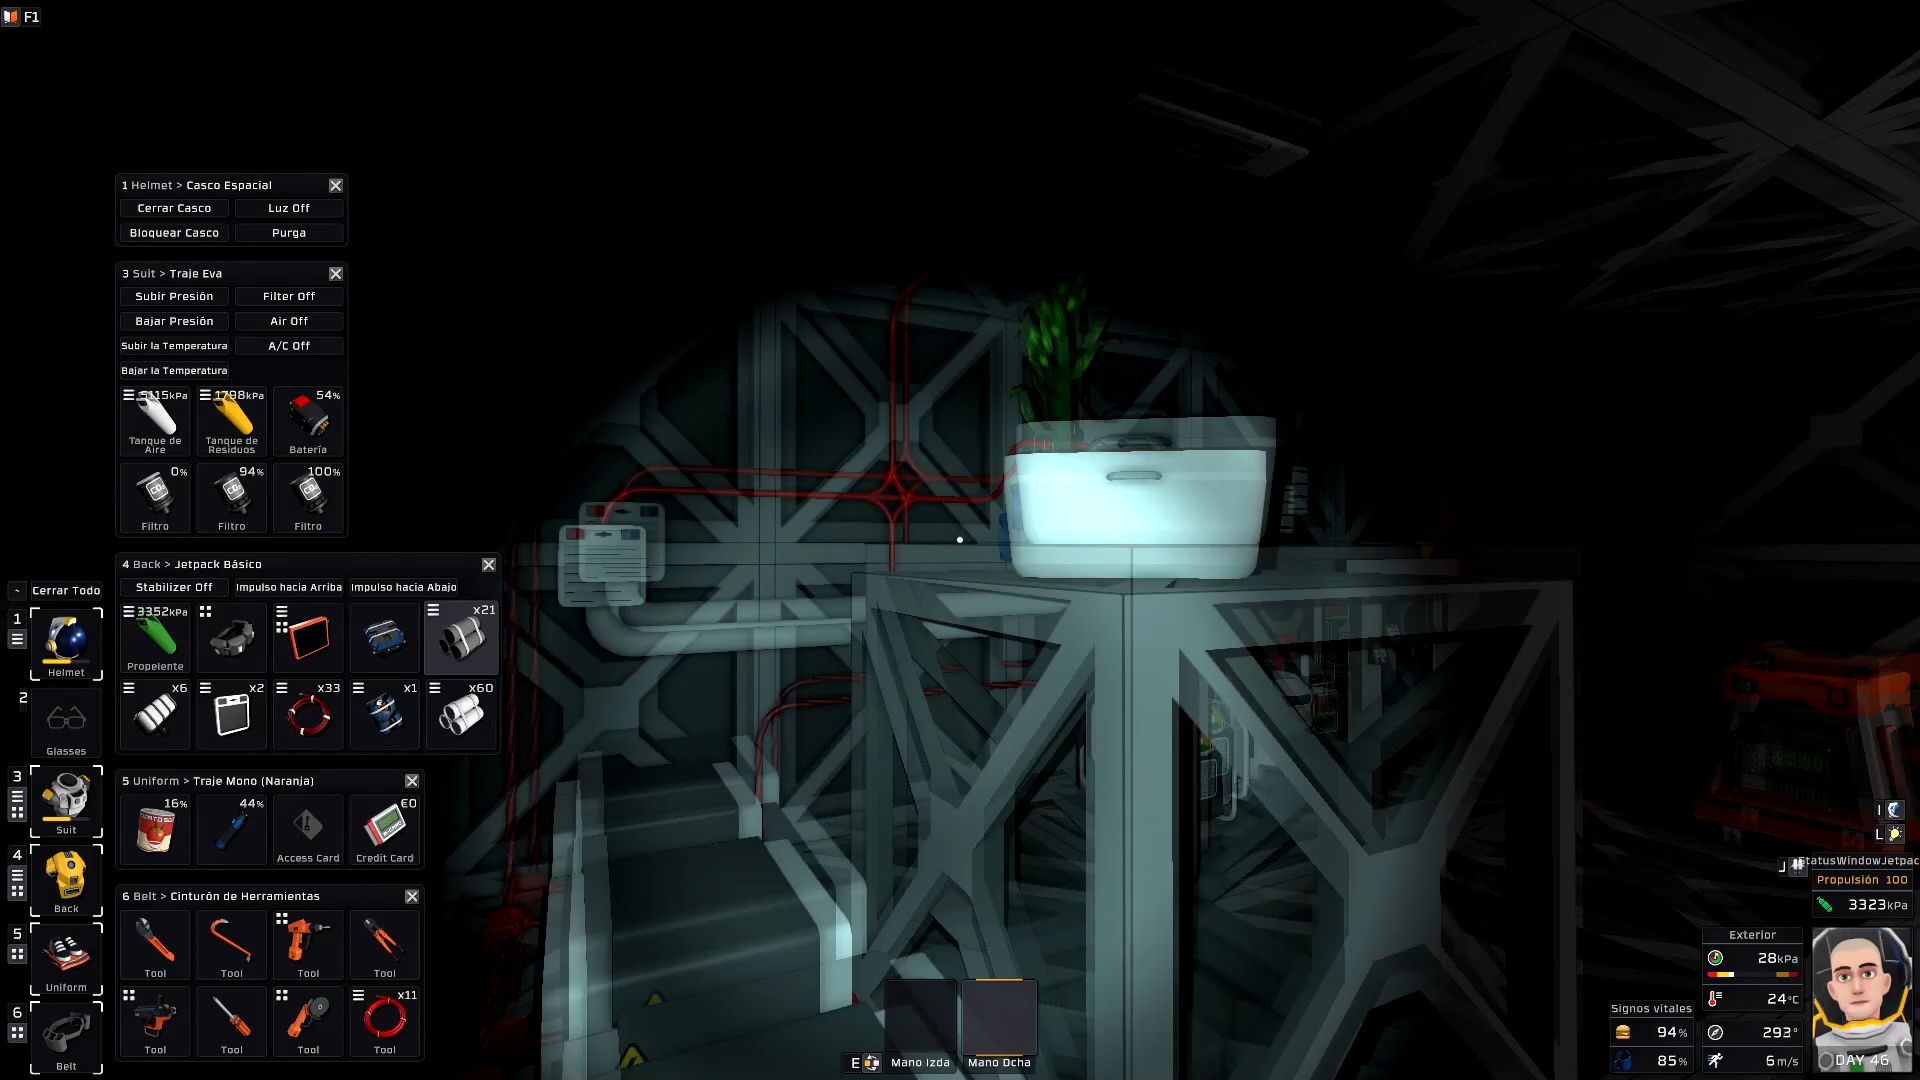 F1
1 Helmet > Casco Espacial
Cerrar Casco
Luz Off
Bloquear Casco
Purga
3 Suit > Traje Eva
Subir Presión
Filter Off
Bajar Presión
Air Off
Subir la Temperatura
A/C Off
Bajar la Temperatura
5115kPa
1798kPa
54%
Tanque de Aire
Tanque de Residuos
Batería
0%
94%
100%
Filtro
Filtro
Filtro
4 Back > Jetpack Básico
Stabilizer Off
Impulso hacia Arriba
Impulso hacia Abajo
3352kPa
x21
Propelente
x6
x2
x33
x1
x60
5 Uniform > Traje Mono (Naranja)
16%
44%
€0
Access Card
Credit Card
6 Belt > Cinturón de Herramientas
Tool
Tool
Tool
Tool
x11
Tool
Tool
Tool
Tool
~ Cerrar Todo
1
Helmet
2
Glasses
3
Suit
4
Back
5
Uniform
6
Belt
E
Mano Izda
Mano Dcha
I
L
J
StatusWindowJetpac
Propulsión 100
3323kPa
Exterior
28kPa
24°C
293°
6m/s
Signos vitales
94%
85%
DAY 46